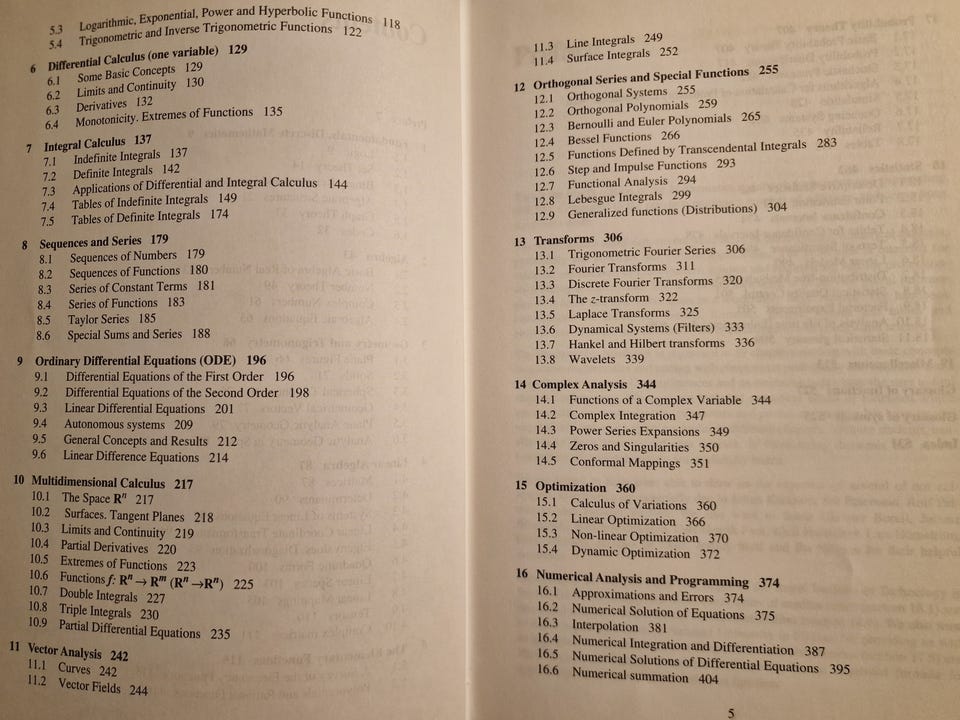 5.3 Logarithmic, Exponential, Power and Hyperbolic Functions 118
5.4 Trigonometric and Inverse Trigonometric Functions 122
6 Differential Calculus (one variable) 129
6.1 Some Basic Concepts 129
6.2 Limits and Continuity 130
6.3 Derivatives 132
6.4 Monotonicity. Extremes of Functions 135
7 Integral Calculus 137
7.1 Indefinite Integrals 137
7.2 Definite Integrals 142
7.3 Applications of Differential and Integral Calculus 144
7.4 Tables of Indefinite Integrals 149
7.5 Tables of Definite Integrals 174
8 Sequences and Series 179
8.1 Sequences of Numbers 179
8.2 Sequences of Functions 180
8.3 Series of Constant Terms 181
8.4 Series of Functions 183
8.5 Taylor Series 185
8.6 Special Sums and Series 188
9 Ordinary Differential Equations (ODE) 196
9.1 Differential Equations of the First Order 196
9.2 Differential Equations of the Second Order 198
9.3 Linear Differential Equations 201
9.4 Autonomous systems 209
9.5 General Concepts and Results 212
9.6 Linear Difference Equations 214
10 Multidimensional Calculus 217
10.1 The Space Rⁿ 217
10.2 Surfaces. Tangent Planes 218
10.3 Limits and Continuity 219
10.4 Partial Derivatives 220
10.5 Extremes of Functions 223
10.6 Functions f: Rⁿ → Rᵐ (Rⁿ → Rⁿ) 225
10.7 Double Integrals 227
10.8 Triple Integrals 230
10.9 Partial Differential Equations 235
11 Vector Analysis 242
11.1 Curves 242
11.2 Vector Fields 244
11.3 Line Integrals 249
11.4 Surface Integrals 252
12 Orthogonal Series and Special Functions 255
12.1 Orthogonal Systems 255
12.2 Orthogonal Polynomials 259
12.3 Bernoulli and Euler Polynomials 265
12.4 Bessel Functions 266
12.5 Functions Defined by Transcendental Integrals 283
12.6 Step and Impulse Functions 293
12.7 Functional Analysis 294
12.8 Lebesgue Integrals 299
12.9 Generalized functions (Distributions) 304
13 Transforms 306
13.1 Trigonometric Fourier Series 306
13.2 Fourier Transforms 311
13.3 Discrete Fourier Transforms 320
13.4 The z-transform 322
13.5 Laplace Transforms 325
13.6 Dynamical Systems (Filters) 333
13.7 Hankel and Hilbert transforms 336
13.8 Wavelets 339
14 Complex Analysis 344
14.1 Functions of a Complex Variable 344
14.2 Complex Integration 347
14.3 Power Series Expansions 349
14.4 Zeros and Singularities 350
14.5 Conformal Mappings 351
15 Optimization 360
15.1 Calculus of Variations 360
15.2 Linear Optimization 366
15.3 Non-linear Optimization 370
15.4 Dynamic Optimization 372
16 Numerical Analysis and Programming 374
16.1 Approximations and Errors 374
16.2 Numerical Solution of Equations 375
16.3 Interpolation 381
16.4 Numerical Integration and Differentiation 387
16.5 Numerical Solutions of Differential Equations 395
16.6 Numerical summation 404
5